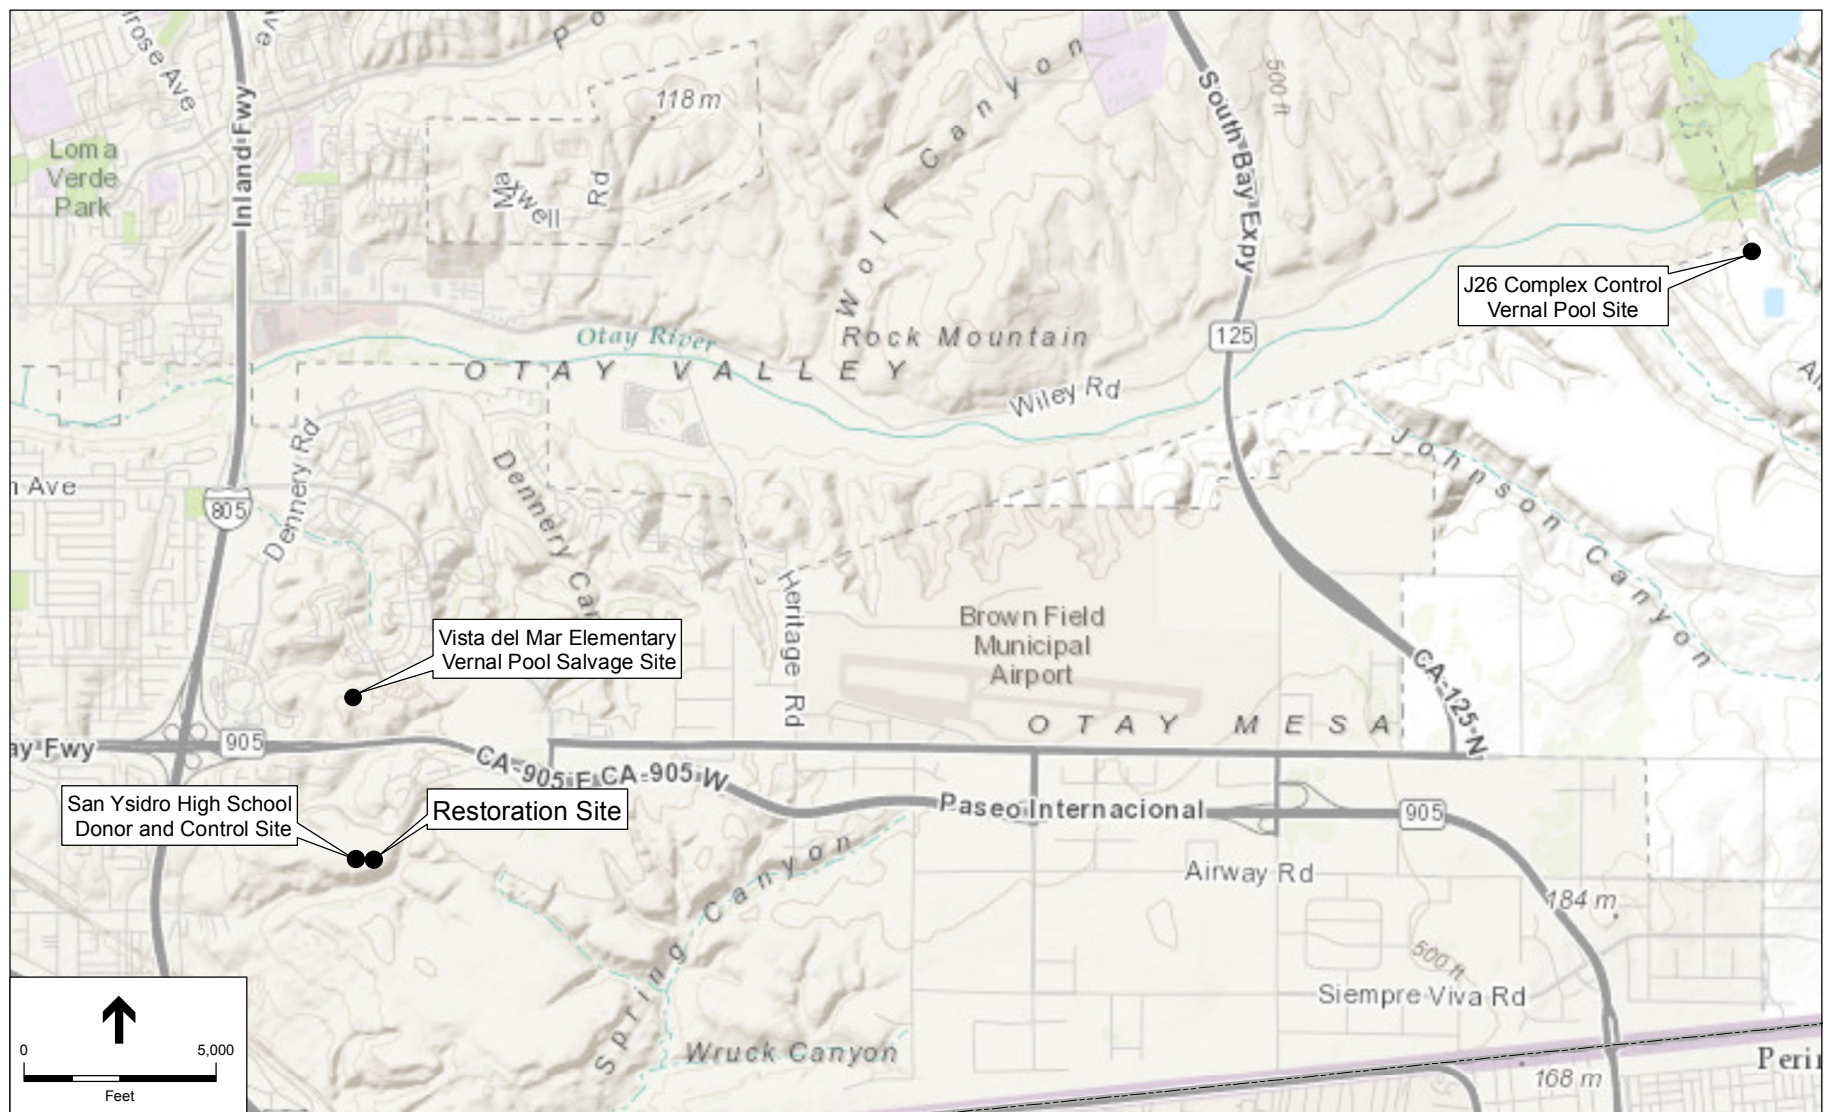 Loma
Verde
Park
Inland Fwy
118 m
Maxwell
Rd
Wolf Canyon
South Bay Expy
500 ft
J26 Complex Control
Vernal Pool Site
Otay River
Rock Mountain
125
OTAY VALLEY
Wiley Rd
Johnson Canyon
Dennery Rd
805
Dennery
Heritage Rd
Brown Field
Municipal
Airport
Vista del Mar Elementary
Vernal Pool Salvage Site
CA-125 N
OTAY MESA
905
Fwy
CA-905 E
CA-905 W
San Ysidro High School
Donor and Control Site
Restoration Site
Paseo Internacional
905
Airway Rd
Spring Canyon
184 m
500 ft
Siempre Viva Rd
Wruck Canyon
168 m
0 5,000
Feet